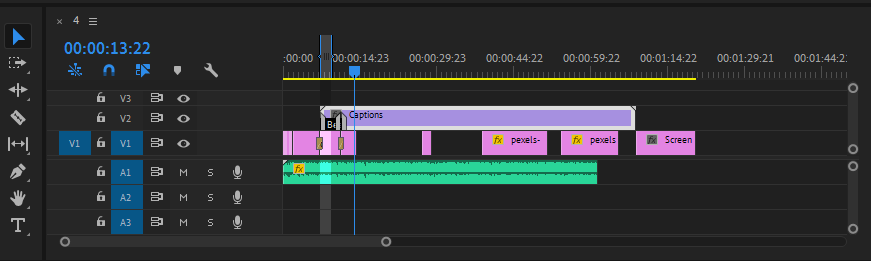 × 4
00:00:13:22
:00:00 00:00:14:23 00:00:29:23 00:00:44:22 00:00:59:22 00:01:14:22 00:01:29:21 00:01:44:21
V3
V2 Captions
Be
V1 V1 fx pexels- fx pexels fx Screen
A1 M S fx
A2 M S
A3 M S
T